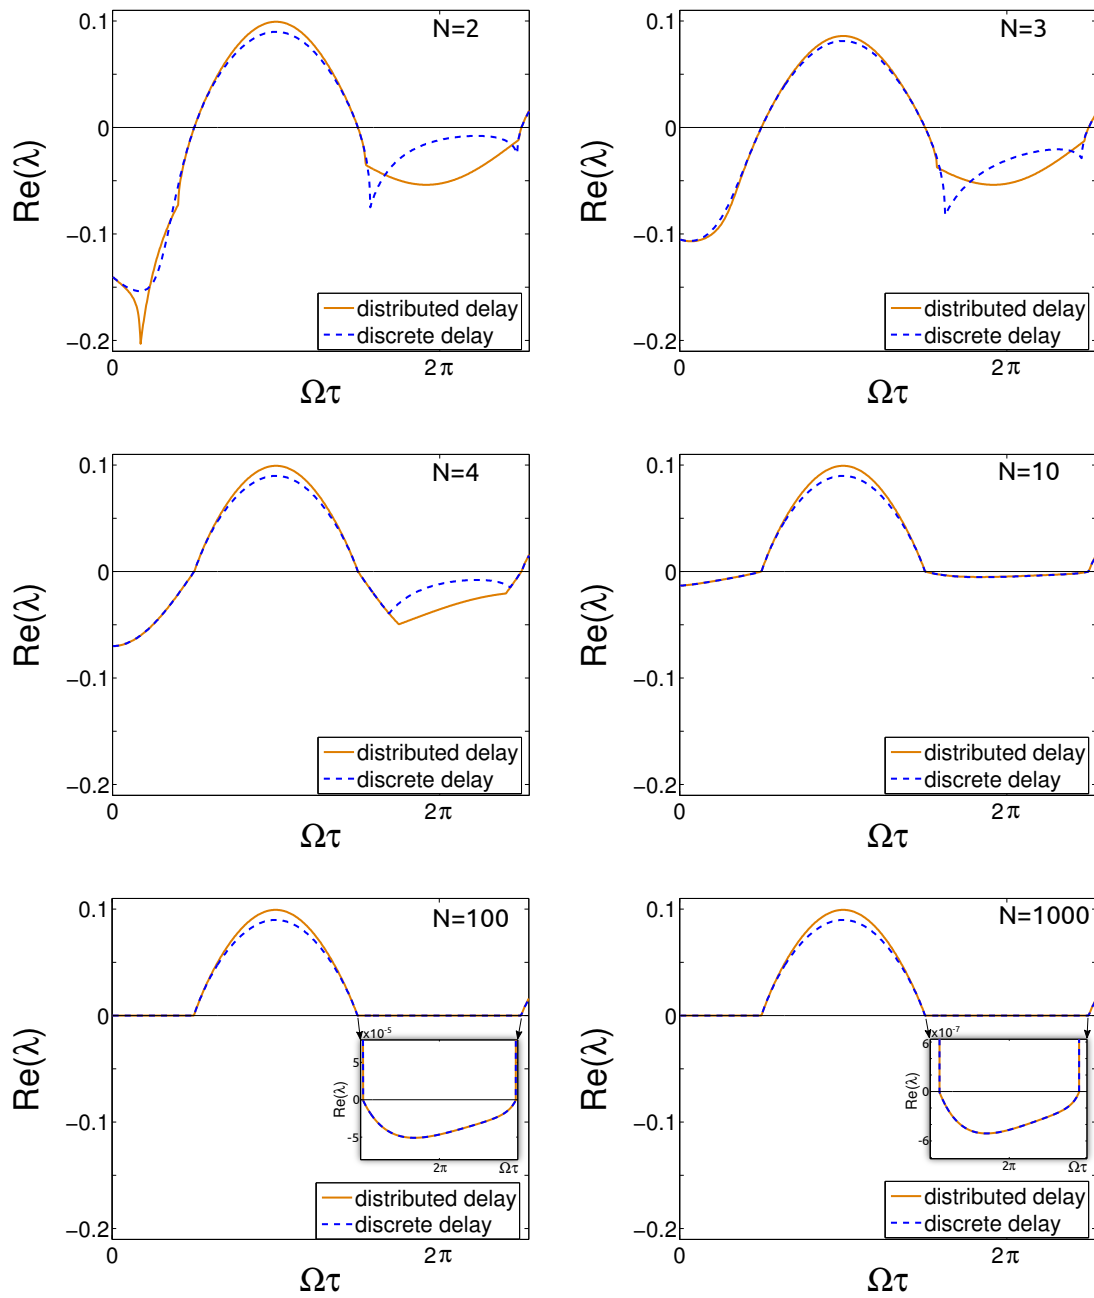 N=2
0.1
0
−0.1
−0.2
Re(λ)
distributed delay
discrete delay
0
2π
Ωτ
N=3
0.1
0
−0.1
−0.2
Re(λ)
distributed delay
discrete delay
0
2π
Ωτ
N=4
0.1
0
−0.1
−0.2
Re(λ)
distributed delay
discrete delay
0
2π
Ωτ
N=10
0.1
0
−0.1
−0.2
Re(λ)
distributed delay
discrete delay
0
2π
Ωτ
N=100
0.1
0
−0.1
−0.2
Re(λ)
x10⁻⁵
5
0
-5
Re(λ)
2π
Ωτ
distributed delay
discrete delay
0
2π
Ωτ
N=1000
0.1
0
−0.1
−0.2
Re(λ)
x10⁻⁷
6
0
-6
Re(λ)
2π
Ωτ
distributed delay
discrete delay
0
2π
Ωτ